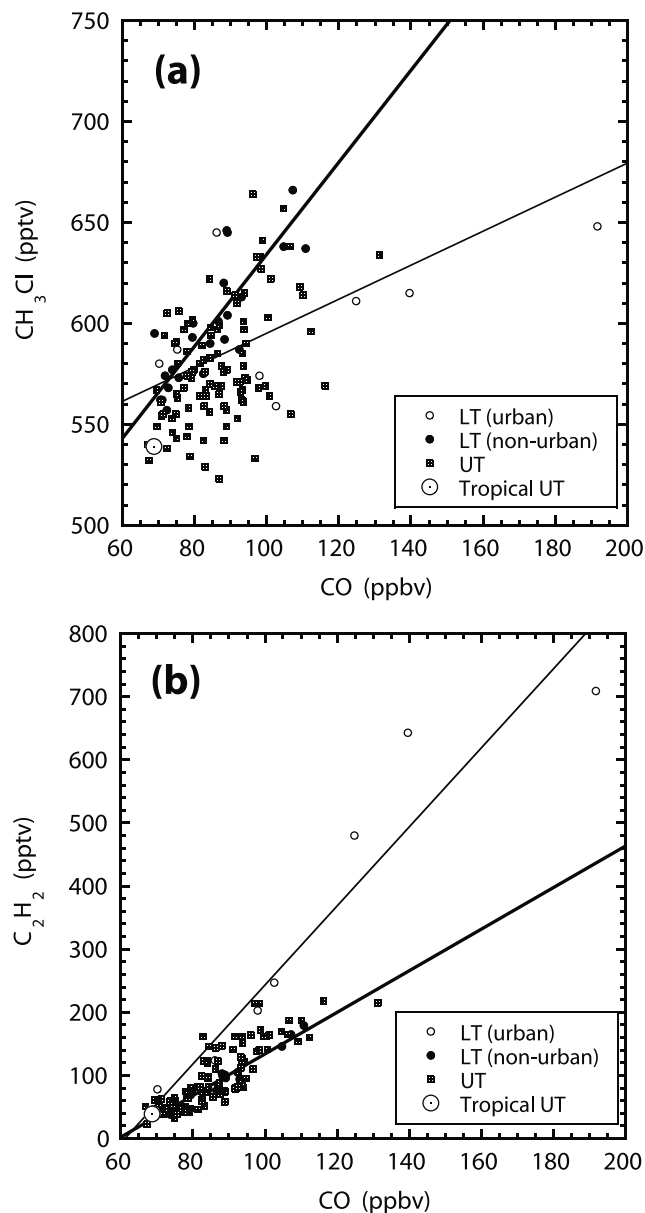 (a)
750
700
650
600
550
500
CH₃Cl (pptv)
60 80 100 120 140 160 180 200
CO (ppbv)
LT (urban)
LT (non-urban)
UT
Tropical UT
(b)
800
700
600
500
400
300
200
100
0
C₂H₂ (pptv)
60 80 100 120 140 160 180 200
CO (ppbv)
LT (urban)
LT (non-urban)
UT
Tropical UT